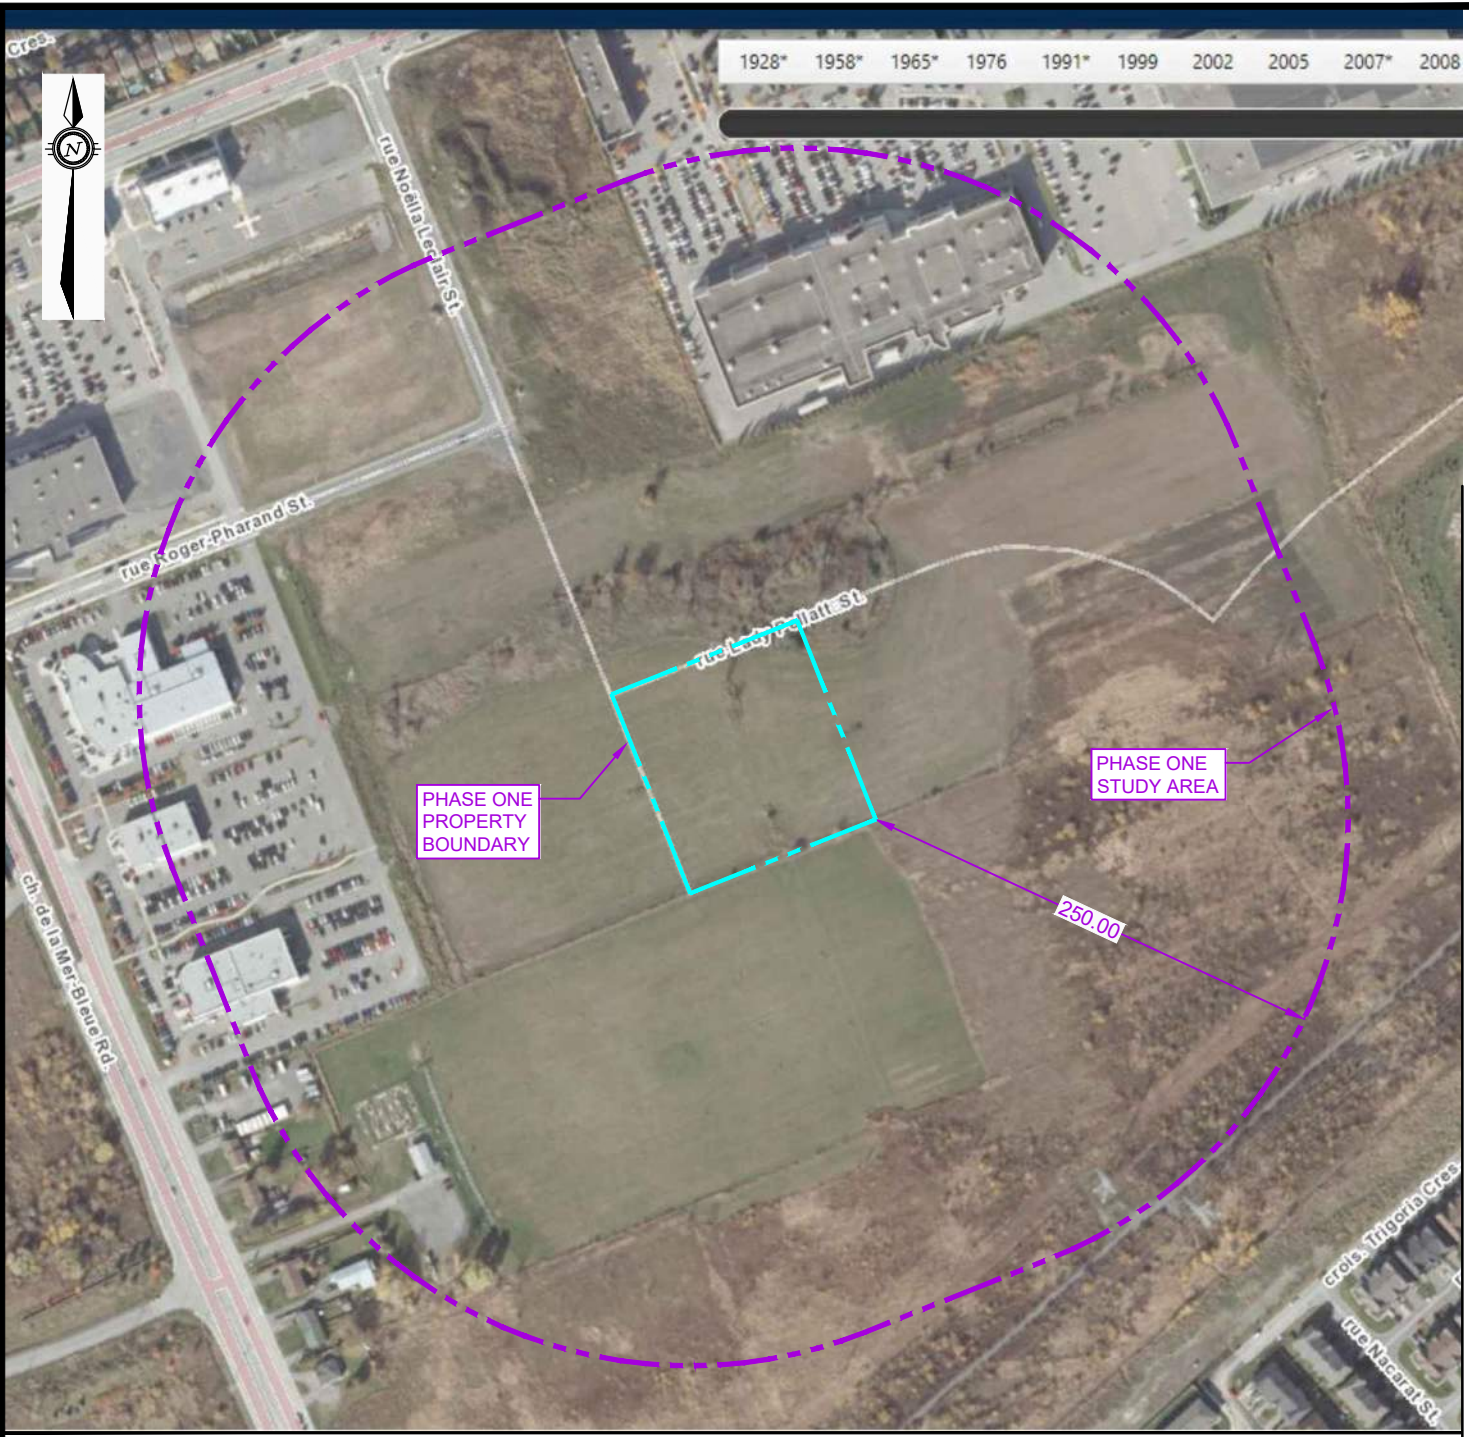 Cres.
1928* 1958* 1965* 1976 1991* 1999 2002 2005 2007* 2008
N
rue Noëlla Leclair St.
rue Roger-Pharand St.
rue Lady Pellatt St.
PHASE ONE
PROPERTY
BOUNDARY
PHASE ONE
STUDY AREA
250.00
ch. de la Mer-Bleue Rd.
crois. Trigoria Cres.
rue Nacarat St.